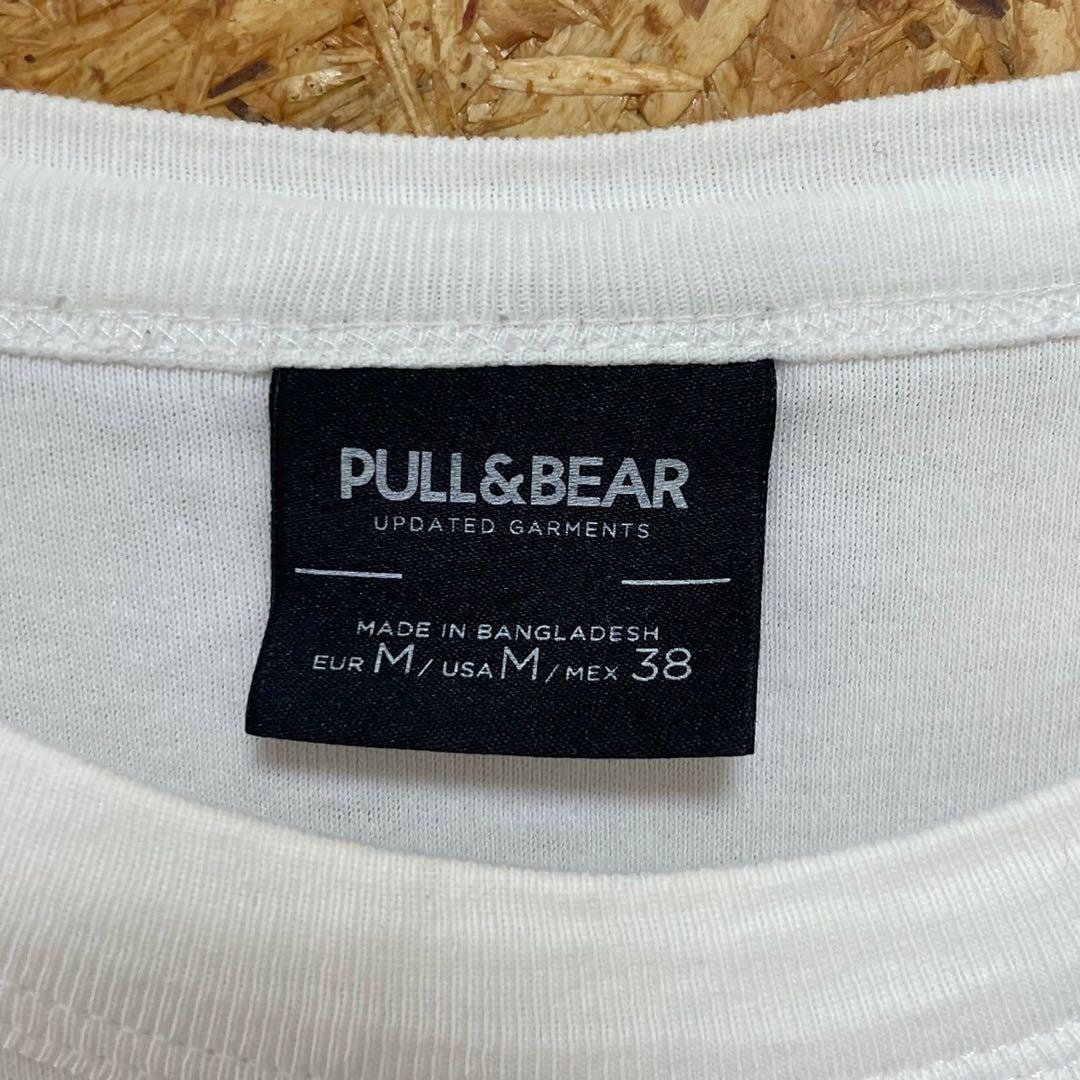 PULL&BEAR
UPDATED GARMENTS
MADE IN BANGLADESH
EUR M / USA M / MEX 38